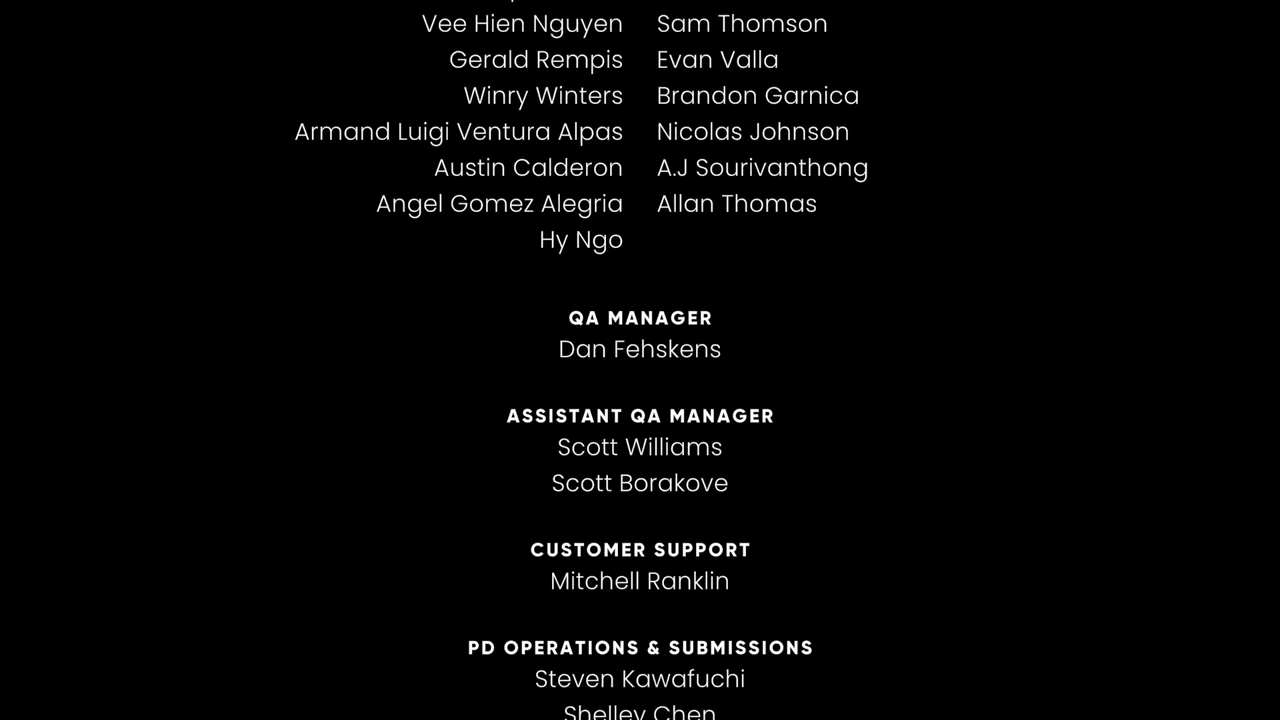 Vee Hien Nguyen Sam Thomson
Gerald Rempis Evan Valla
Winry Winters Brandon Garnica
Armand Luigi Ventura Alpas Nicolas Johnson
Austin Calderon A.J Sourivanthong
Angel Gomez Alegria Allan Thomas
Hy Ngo
QA MANAGER
Dan Fehskens
ASSISTANT QA MANAGER
Scott Williams
Scott Borakove
CUSTOMER SUPPORT
Mitchell Ranklin
PD OPERATIONS & SUBMISSIONS
Steven Kawafuchi
Shelley Chen